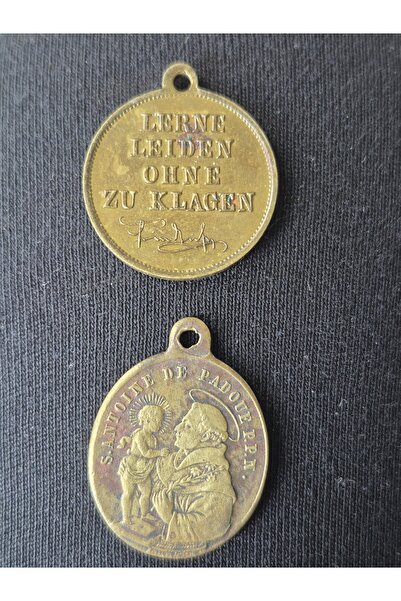 LERNE
LEIDEN
OHNE
ZU KLAGEN
S. ANTOINE DE PADOUE P.P.N.